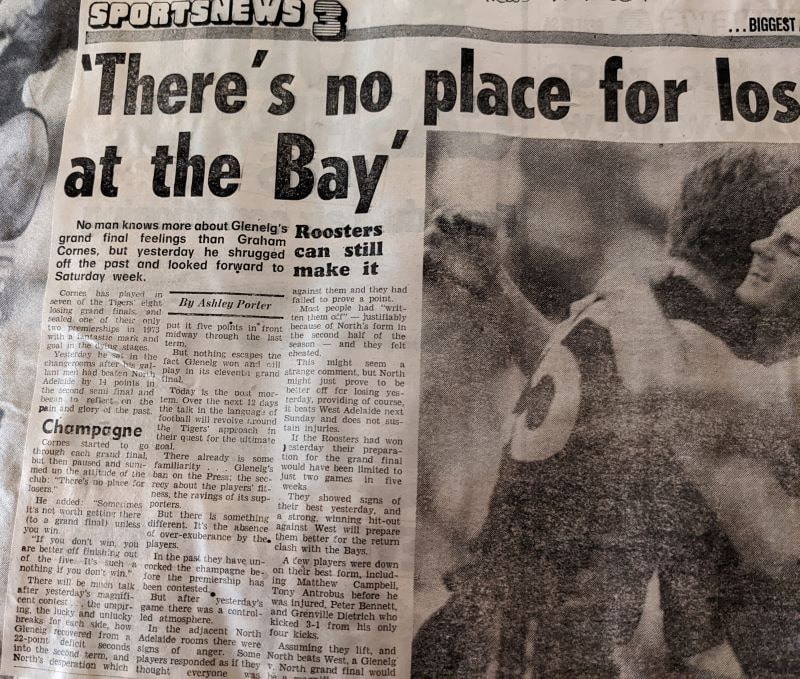 SPORTSNEWS 3
...BIGGEST
'There's no place for los
at the Bay'
No man knows more about Glenelg's
grand final feelings than Graham
Cornes, but yesterday he shrugged
off the past and looked forward to
Saturday week.
Cornes has played in
seven of the Tigers' eight
losing grand finals, and
sealed one of their only
two premierships in 1973
with a fantastic mark and
goal in the dying stages.
Yesterday he sat in the
changerooms after his gal-
lant men had beaten North
Adelaide by 14 points in
the second semi final and
began to reflect on the
pain and glory of the past.
Champagne
Cornes started to go
through each grand final,
but then paused and sum-
med up the attitude of the
club: "There's no place for
losers."
He added: "Sometimes
it's not worth getting there
(to a grand final) unless
you win.
"If you don't win, you
are better off finishing out
of the five. It's such a
nothing if you don't win."
There will be much talk
after yesterday's magnifi-
cent contest . . . the umpir-
ing, the lucky and unlucky
breaks for each side, how
Glenelg recovered from a
22-point deficit seconds
into the second term, and
North's desperation which
By Ashley Porter
put it five points in front
midway through the last
term.
But nothing escapes the
fact Glenelg won and will
play in its eleventh grand
final.
Today is the post mor-
tem. Over the next 12 days
the talk in the language of
football will revolve around
the Tigers' approach in
their quest for the ultimate
goal.
There already is some
familiarity . . . Glenelg's
ban on the Press; the sec-
recy about the players' fit-
ness, the ravings of its sup-
porters.
But there is something
different. It's the absence
of over-exuberance by the
players.
In the past they have un-
corked the champagne be-
fore the premiership has
been contested.
But after yesterday's
game there was a control-
led atmosphere.
In the adjacent North
Adelaide rooms there were
signs of anger. Some
players responded as if they
thought everyone was
Roosters
can still
make it
against them and they had
failed to prove a point.
Most people had "writ-
ten them off" — justifiably
because of North's form in
the second half of the
season — and they felt
cheated.
This might seem a
strange comment, but North
might just prove to be
better off for losing yes-
terday, providing of course,
it beats West Adelaide next
Sunday and does not sus-
tain injuries.
If the Roosters had won
yesterday their prepara-
tion for the grand final
would have been limited to
just two games in five
weeks.
They showed signs of
their best yesterday, and
a strong, winning hit-out
against West will prepare
them better for the return
clash with the Bays.
A few players were down
on their best form, includ-
ing Matthew Campbell,
Tony Antrobus before he
was injured, Peter Bennett,
and Grenville Dietrich who
kicked 3-1 from his only
four kicks.
Assuming they lift, and
North beats West, a Glenelg
v. North grand final would